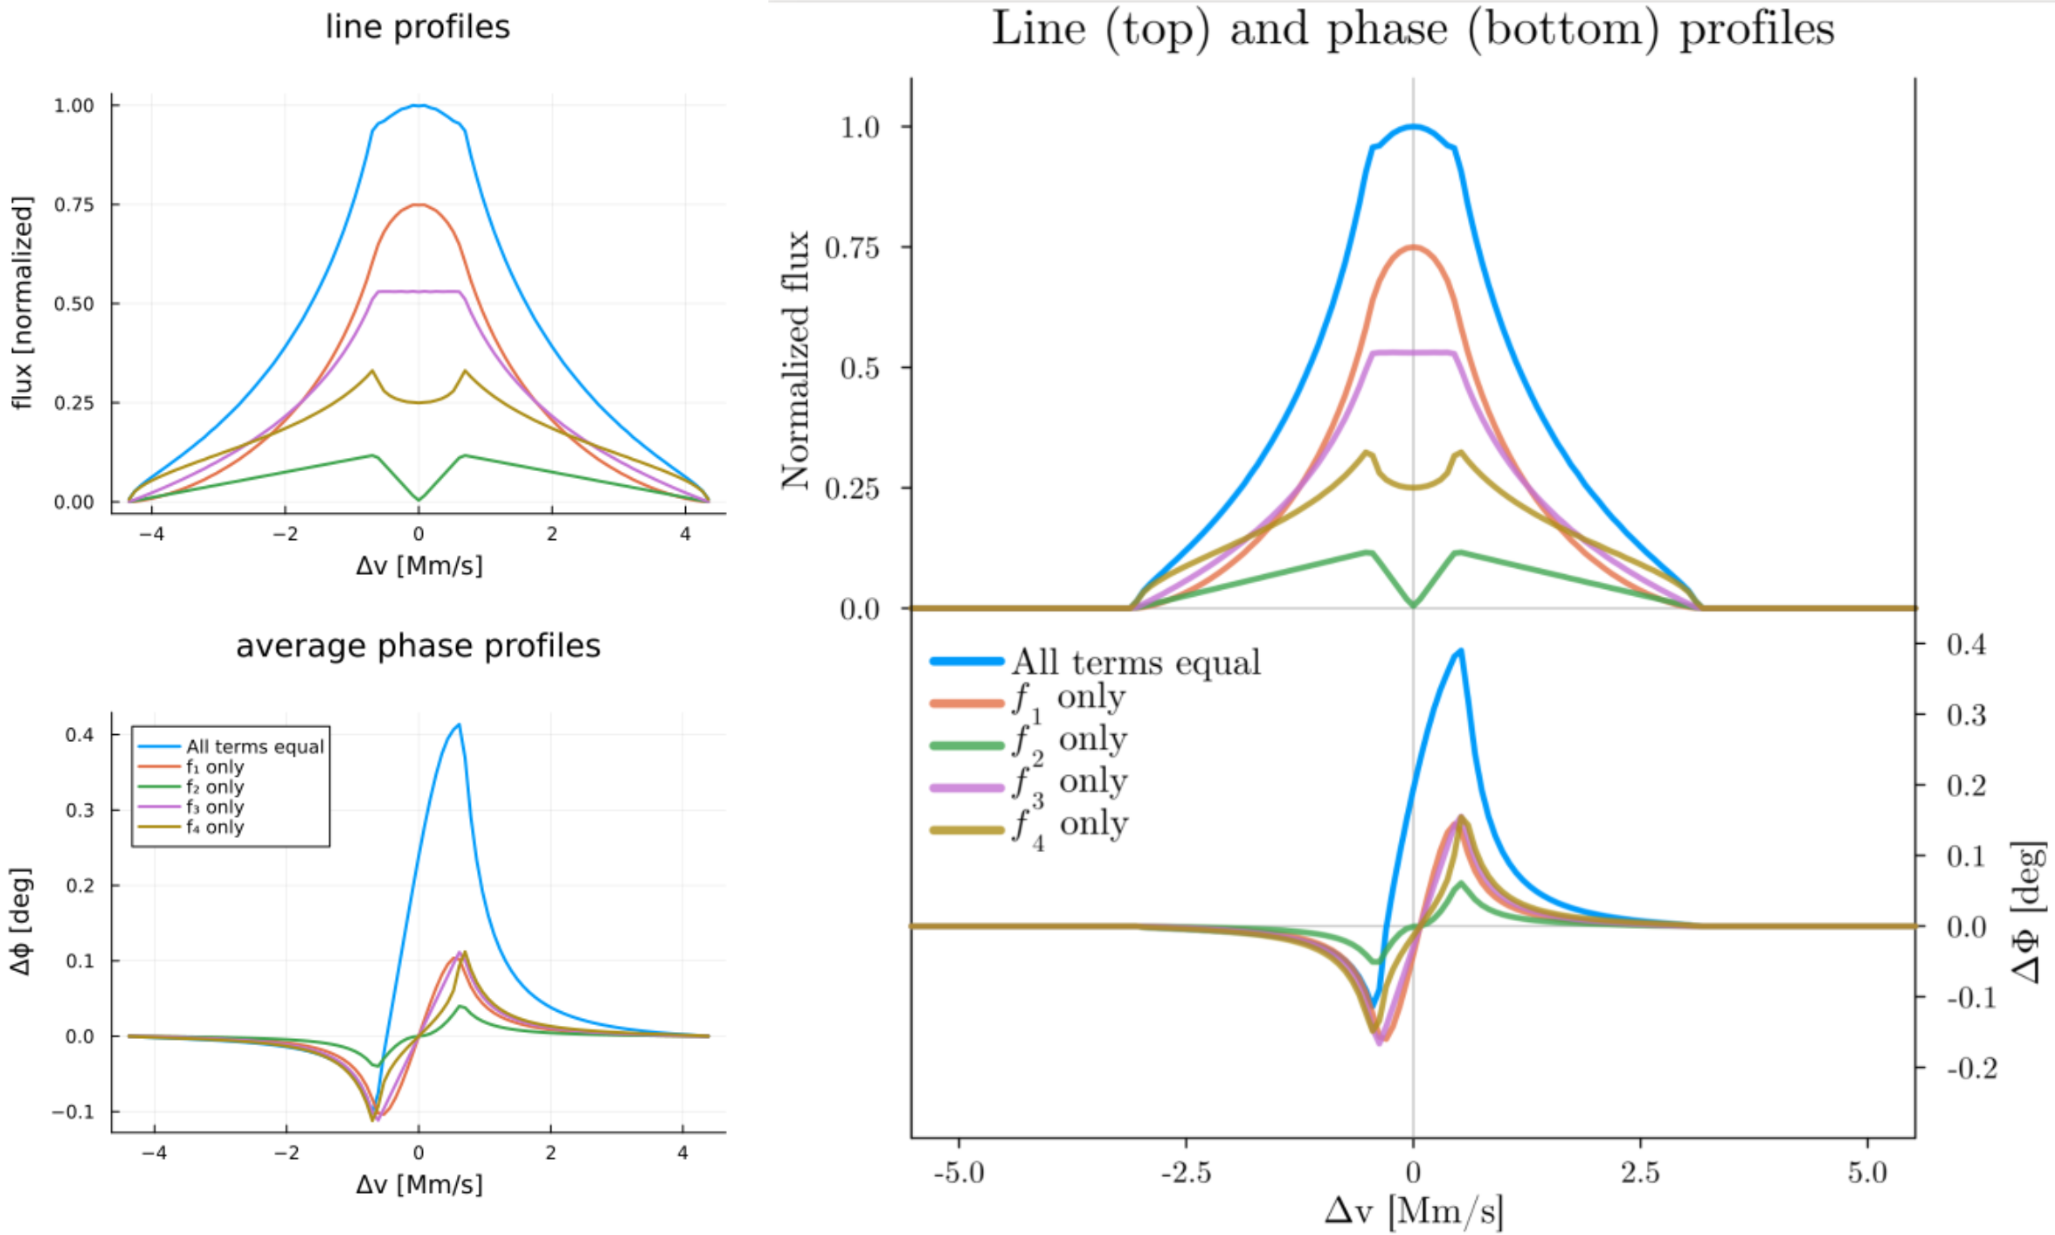 line profiles
flux [normalized]
1.00
0.75
0.50
0.25
0.00
−4
−2
0
2
4
Δv [Mm/s]
average phase profiles
Δϕ [deg]
0.4
0.3
0.2
0.1
0.0
−0.1
All terms equal
f₁ only
f₂ only
f₃ only
f₄ only
−4
−2
0
2
4
Δv [Mm/s]
Line (top) and phase (bottom) profiles
Normalized flux
1.0
0.75
0.5
0.25
0.0
All terms equal
f₁ only
f₂ only
f₃ only
f₄ only
0.4
0.3
0.2
0.1
0.0
-0.1
-0.2
ΔΦ [deg]
-5.0
-2.5
0
2.5
5.0
Δv [Mm/s]